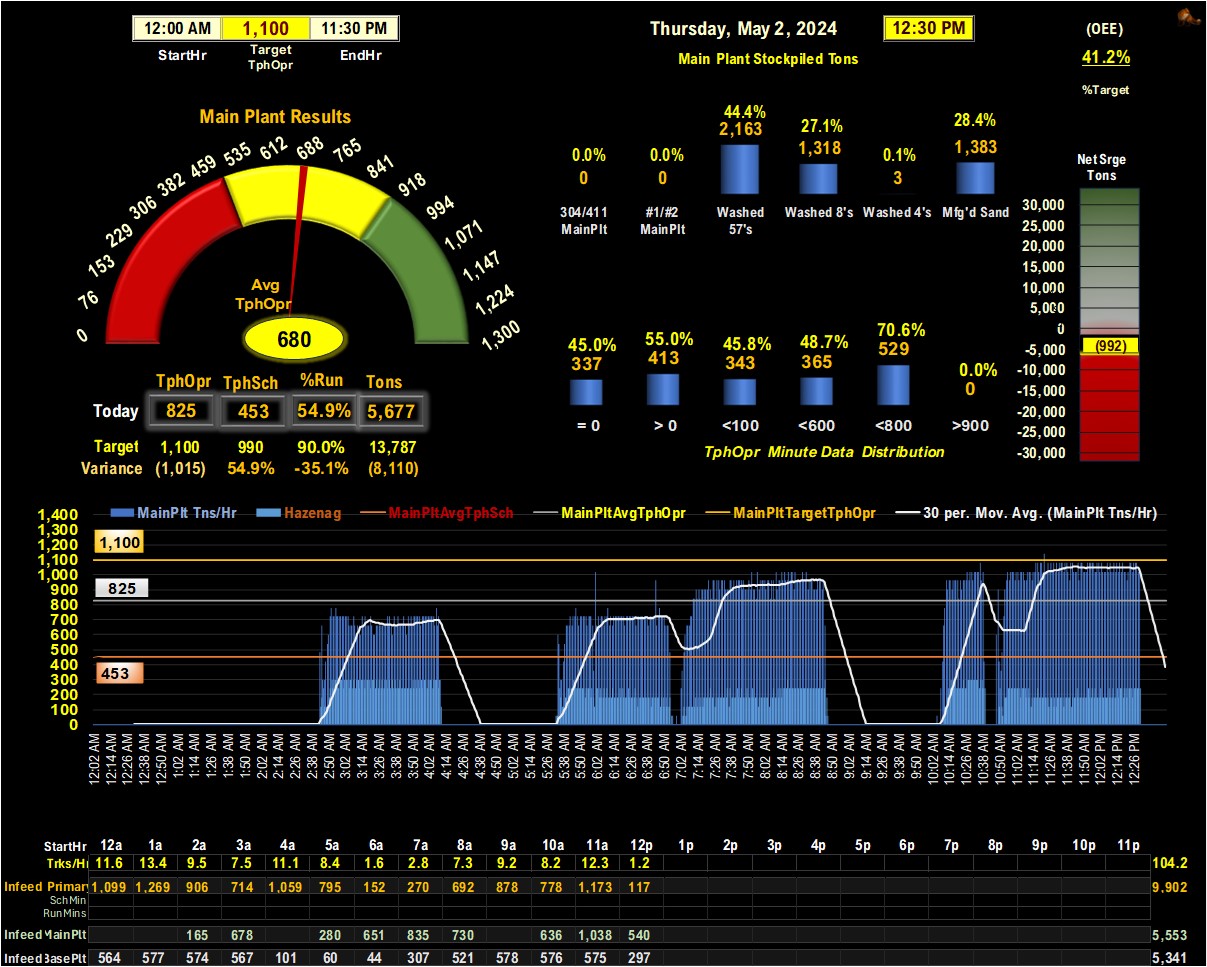 12:00 AM 1,100 11:30 PM
StartHr Target TphOpr EndHr
Thursday, May 2, 2024 12:30 PM
Main Plant Stockpiled Tons
(OEE)
41.2%
%Target
Main Plant Results
0 76 153 229 306 382 459 535 612 688 765 841 918 994 1,071 1,147 1,224 1,300
Avg
TphOpr
680
TphOpr TphSch %Run Tons
Today 825 453 54.9% 5,677
Target 1,100 990 90.0% 13,787
Variance (1,015) 54.9% -35.1% (8,110)
44.4% 27.1% 28.4%
2,163 1,318 1,383
0.0% 0.0% 0.1%
0 0 3
304/411 MainPlt #1/#2 MainPlt Washed 57's Washed 8's Washed 4's Mfg'd Sand
45.0% 55.0% 45.8% 48.7% 70.6% 0.0%
337 413 343 365 529 0
= 0 > 0 <100 <600 <800 >900
TphOpr Minute Data Distribution
Net Srge
Tons
30,000
25,000
20,000
15,000
10,000
5,000
0
(992)
-5,000
-10,000
-15,000
-20,000
-25,000
-30,000
MainPlt Tns/Hr Hazenag MainPltAvgTphSch MainPltAvgTphOpr MainPltTargetTphOpr 30 per. Mov. Avg. (MainPlt Tns/Hr)
1,400
1,300
1,200
1,100
1,000
900
800
700
600
500
400
300
200
100
0
1,100
825
453
12:02 AM 12:14 AM 12:26 AM 12:38 AM 12:50 AM 1:02 AM 1:14 AM 1:26 AM 1:38 AM 1:50 AM 2:02 AM 2:14 AM 2:26 AM 2:38 AM 2:50 AM 3:02 AM 3:14 AM 3:26 AM 3:38 AM 3:50 AM 4:02 AM 4:14 AM 4:26 AM 4:38 AM 4:50 AM 5:02 AM 5:14 AM 5:26 AM 5:38 AM 5:50 AM 6:02 AM 6:14 AM 6:26 AM 6:38 AM 6:50 AM 7:02 AM 7:14 AM 7:26 AM 7:38 AM 7:50 AM 8:02 AM 8:14 AM 8:26 AM 8:38 AM 8:50 AM 9:02 AM 9:14 AM 9:26 AM 9:38 AM 9:50 AM 10:02 AM 10:14 AM 10:26 AM 10:38 AM 10:50 AM 11:02 AM 11:14 AM 11:26 AM 11:38 AM 11:50 AM 12:02 PM 12:14 PM 12:26 PM
StartHr 12a 1a 2a 3a 4a 5a 6a 7a 8a 9a 10a 11a 12p 1p 2p 3p 4p 5p 6p 7p 8p 9p 10p 11p
Trks/Hr 11.6 13.4 9.5 7.5 11.1 8.4 1.6 2.8 7.3 9.2 8.2 12.3 1.2 104.2
Infeed Primary 1,099 1,269 906 714 1,059 795 152 270 692 878 778 1,173 117 9,902
SchMin
RunMins
Infeed MainPlt 165 678 280 651 835 730 636 1,038 540 5,553
Infeed BasePlt 564 577 574 567 101 60 44 307 521 578 576 575 297 5,341